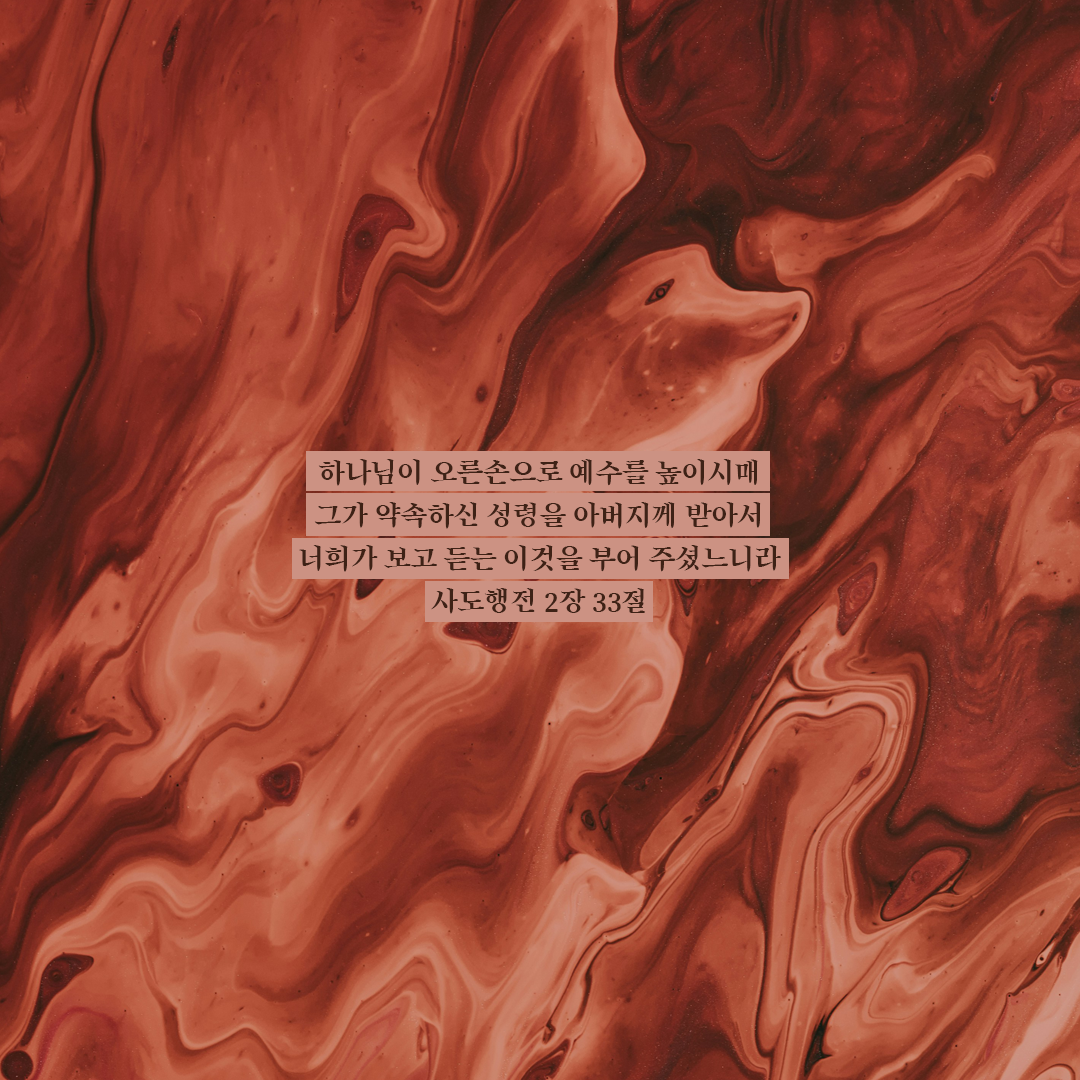 하나님이 오른손으로 예수를 높이시매
그가 약속하신 성령을 아버지께 받아서
너희가 보고 듣는 이것을 부어 주셨느니라
사도행전 2장 33절